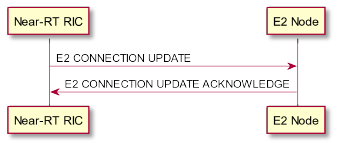 Near-RT RIC
E2 Node
E2 CONNECTION UPDATE
E2 CONNECTION UPDATE ACKNOWLEDGE
Near-RT RIC
E2 Node